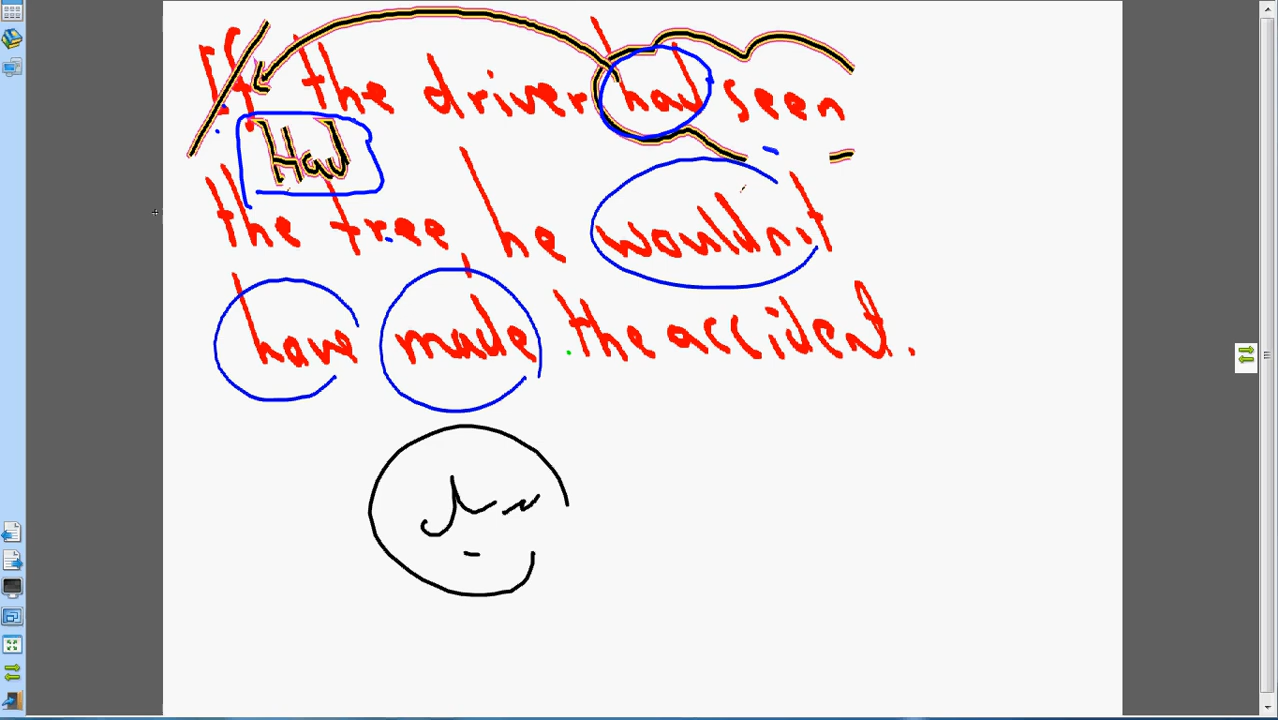 If the driver had seen
Had
the tree, he wouldn't
have made the accident.